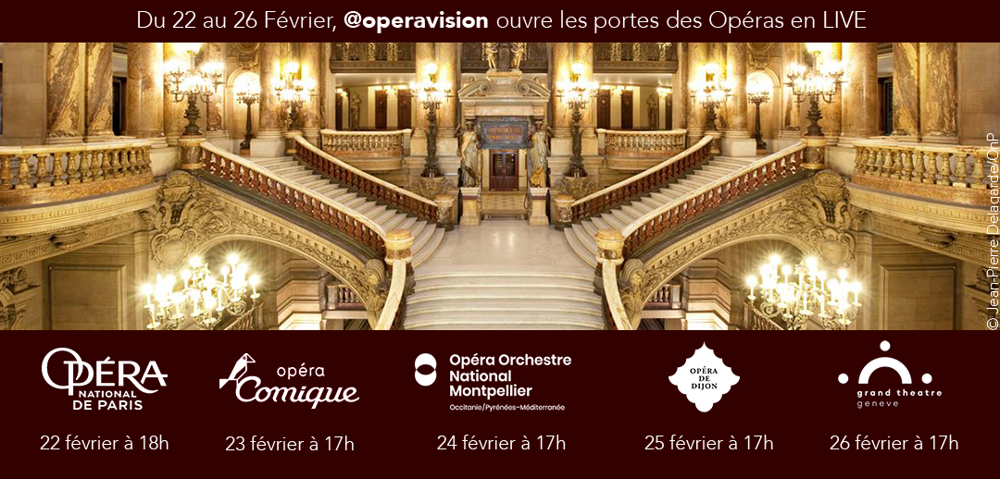 Du 22 au 26 Février, @operavision ouvre les portes des Opéras en LIVE
© Jean-Pierre Delagarde/OnP
OPÉRA
NATIONAL
DE PARIS
22 février à 18h
opéra
Comique
23 février à 17h
Opéra Orchestre
National
Montpellier
Occitanie/Pyrénées-Méditerranée
24 février à 17h
OPÉRA
DE
DIJON
25 février à 17h
grand theatre
geneve
26 février à 17h